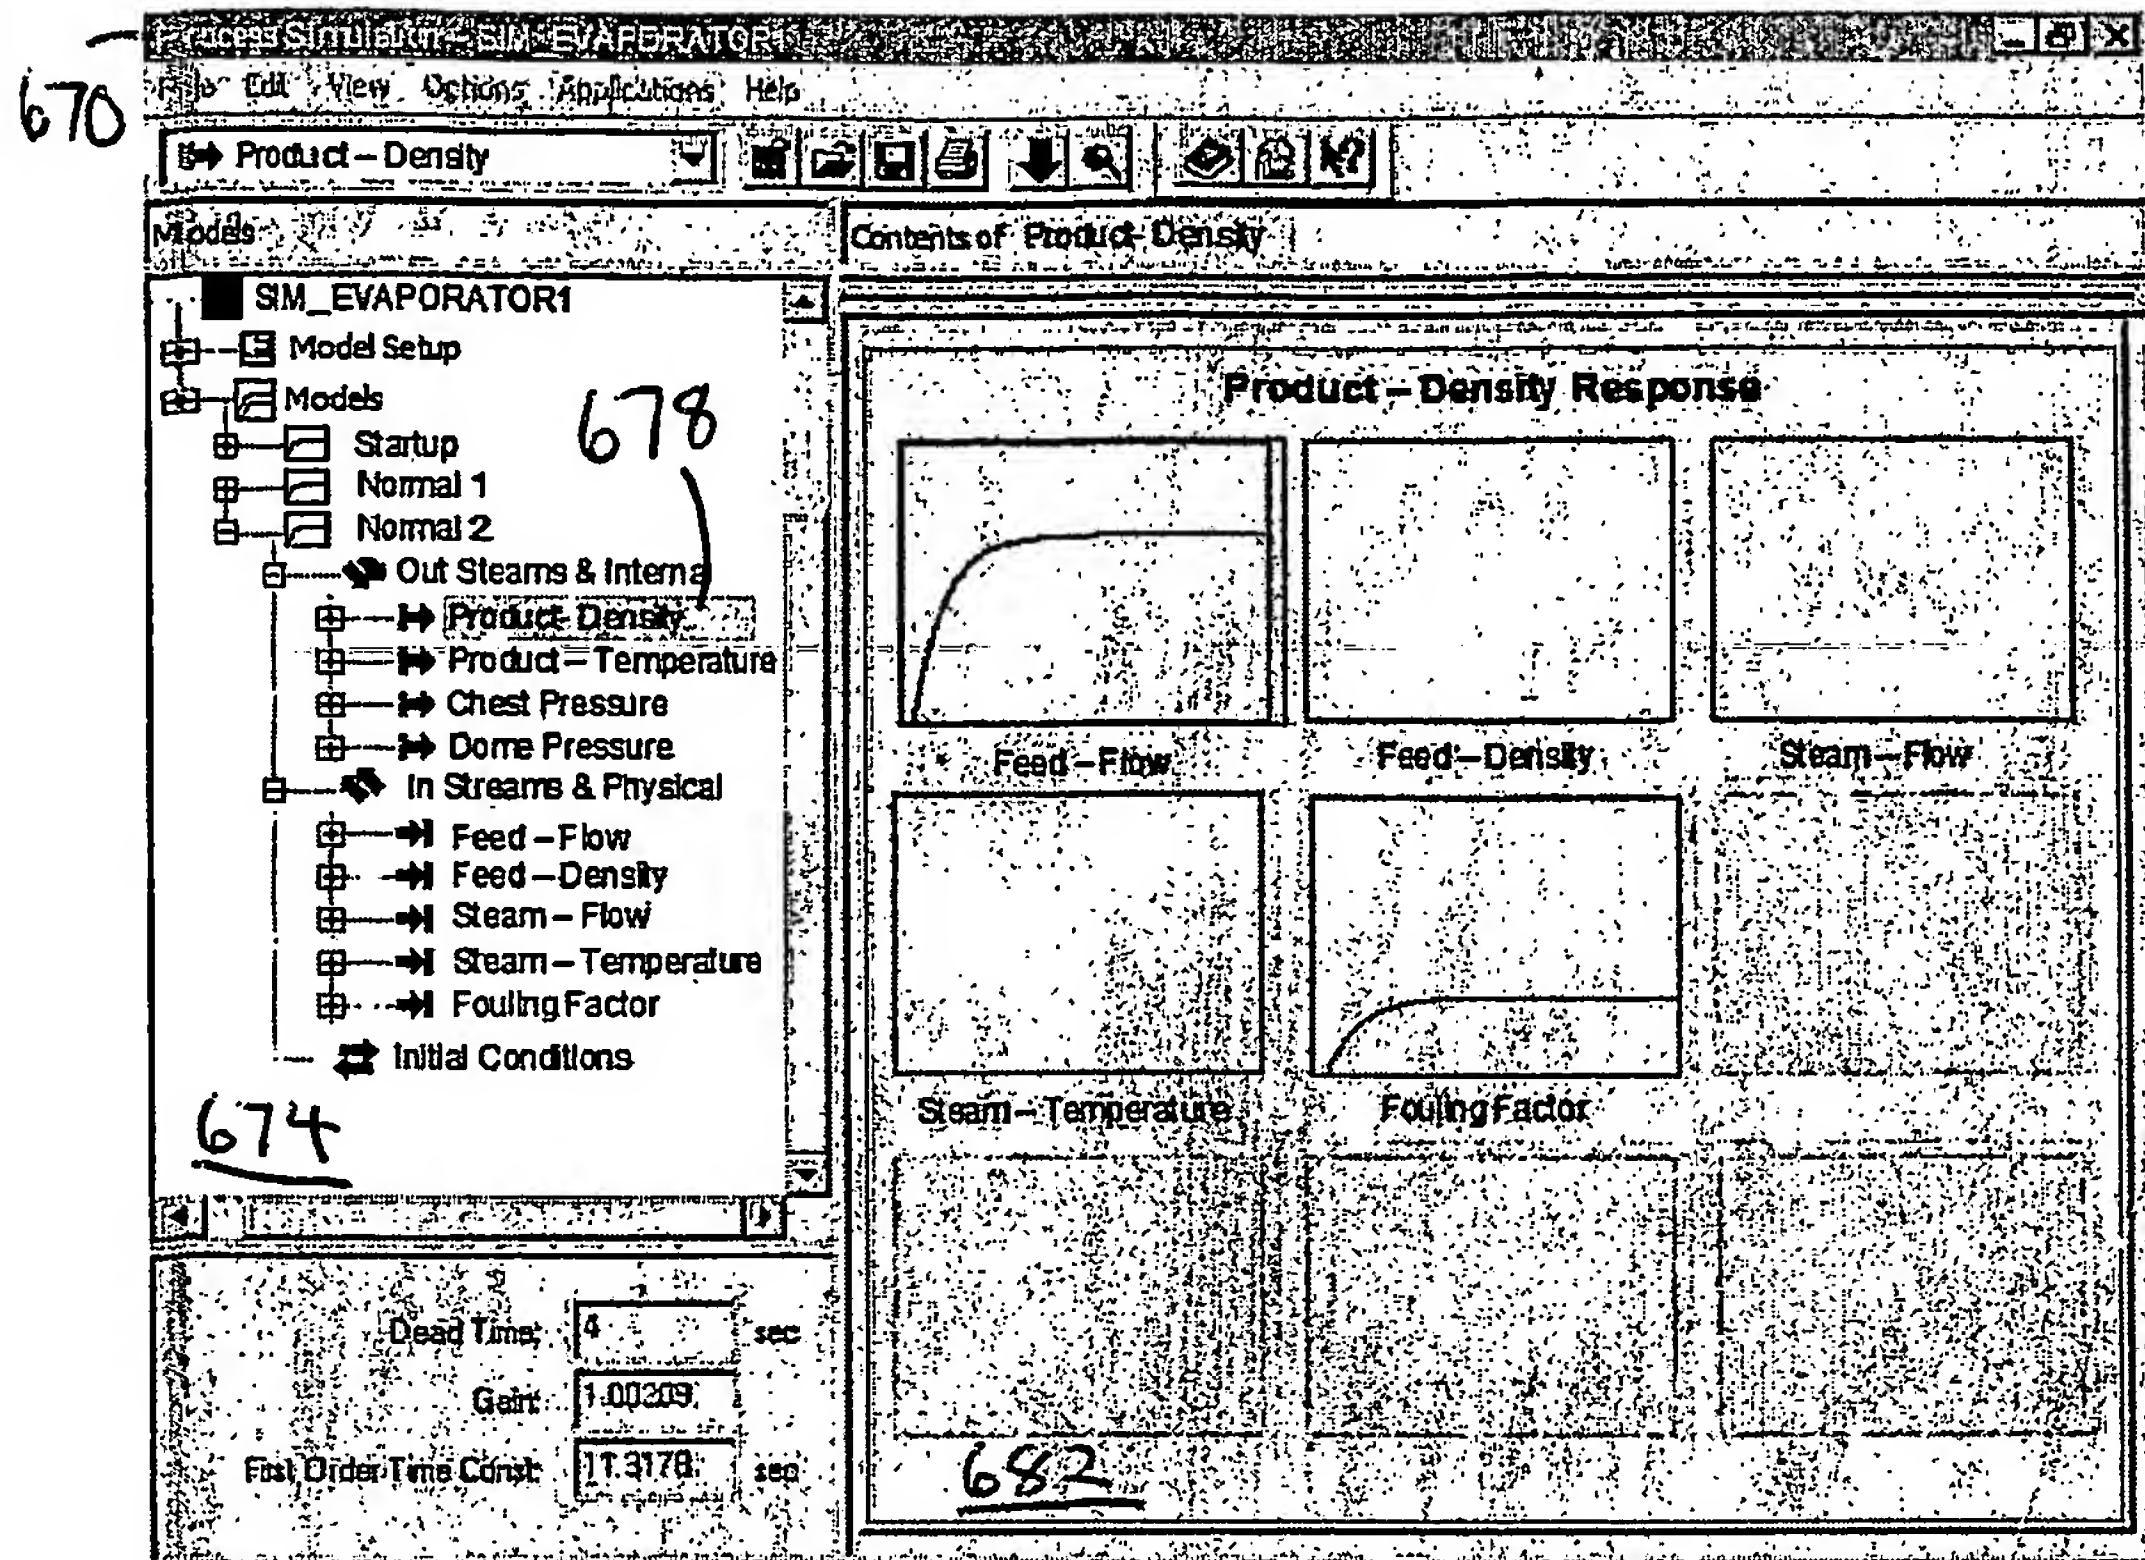 Process Simulation - SIM_EVAPORATOR
670
File Edit View Options Applications Help
Product – Density
Models
Contents of Product-Density
SIM_EVAPORATOR1
Model Setup
Models
678
Startup
Normal 1
Normal 2
Out Steams & Internal
Product-Density
Product – Temperature
Chest Pressure
Dome Pressure
In Streams & Physical
Feed – Flow
Feed – Density
Steam – Flow
Steam – Temperature
Fouling Factor
Initial Conditions
674
Dead Time: 4 sec
Gain: 1.00209
First Order Time Const: 11.3178 sec
Product – Density Response
Feed – Flow
Feed – Density
Steam – Flow
Steam – Temperature
Fouling Factor
682